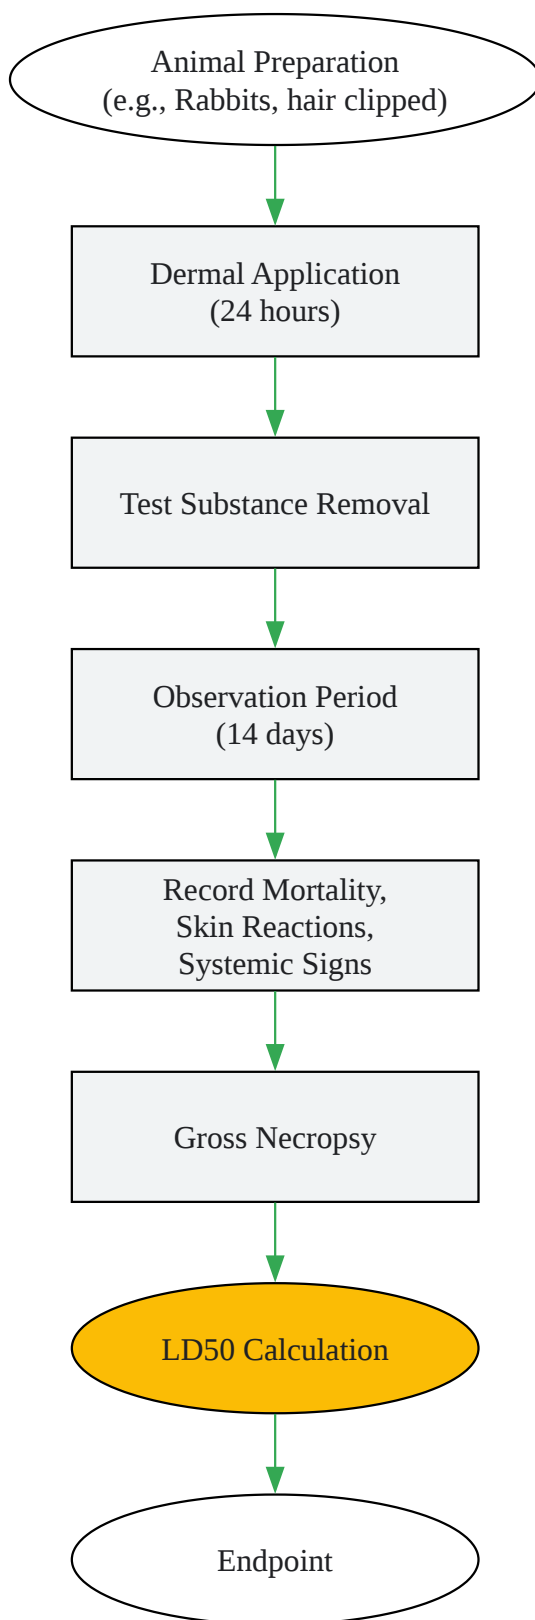 Animal Preparation
(e.g., Rabbits, hair clipped)
Dermal Application
(24 hours)
Test Substance Removal
Observation Period
(14 days)
Record Mortality,
Skin Reactions,
Systemic Signs
Gross Necropsy
LD50 Calculation
Endpoint